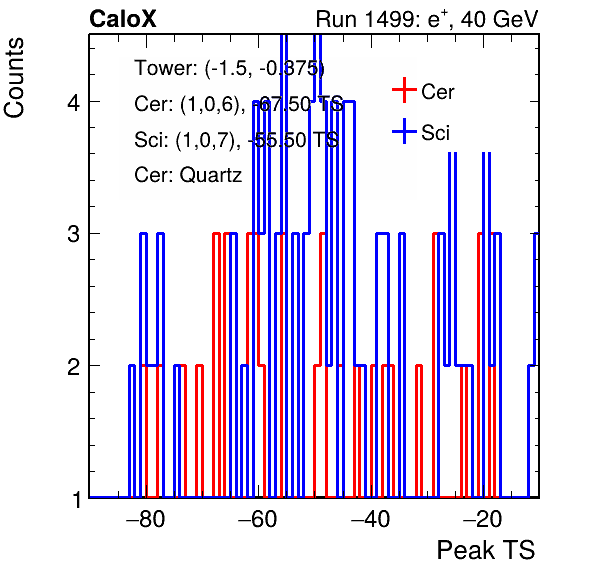 CaloX Run 1499: e⁺, 40 GeV
Counts
Tower: (-1.5, -0.375)
Cer: (1,0,6), -67.50 TS
Sci: (1,0,7), -55.50 TS
Cer: Quartz
Cer
Sci
4
3
2
1
−80 −60 −40 −20
Peak TS